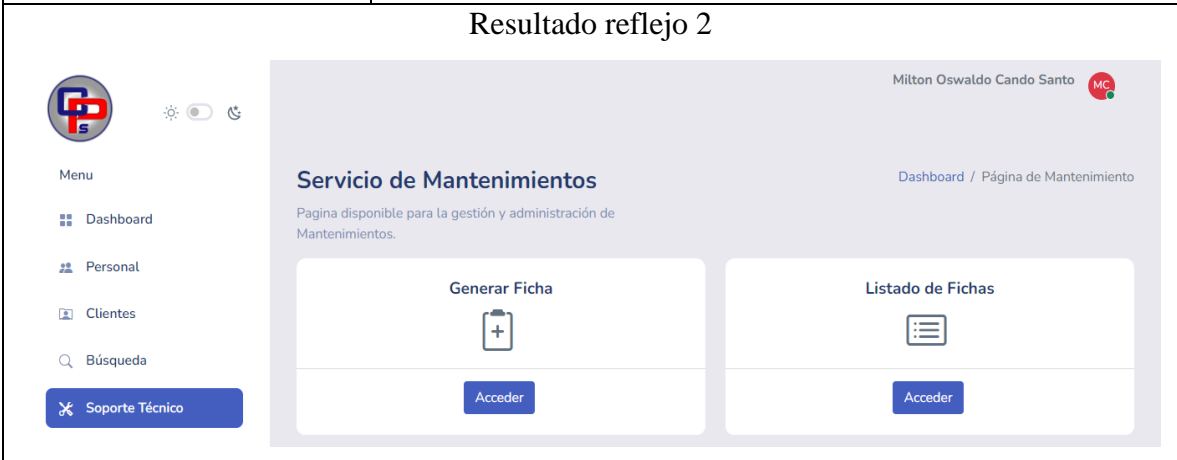 Resultado reflejo 2
CPPs
Milton Oswaldo Cando Santo
MC
Menu
Dashboard
Personal
Clientes
Búsqueda
Soporte Técnico
Servicio de Mantenimientos
Dashboard / Página de Mantenimiento
Pagina disponible para la gestión y administración de
Mantenimientos.
Generar Ficha
Acceder
Listado de Fichas
Acceder